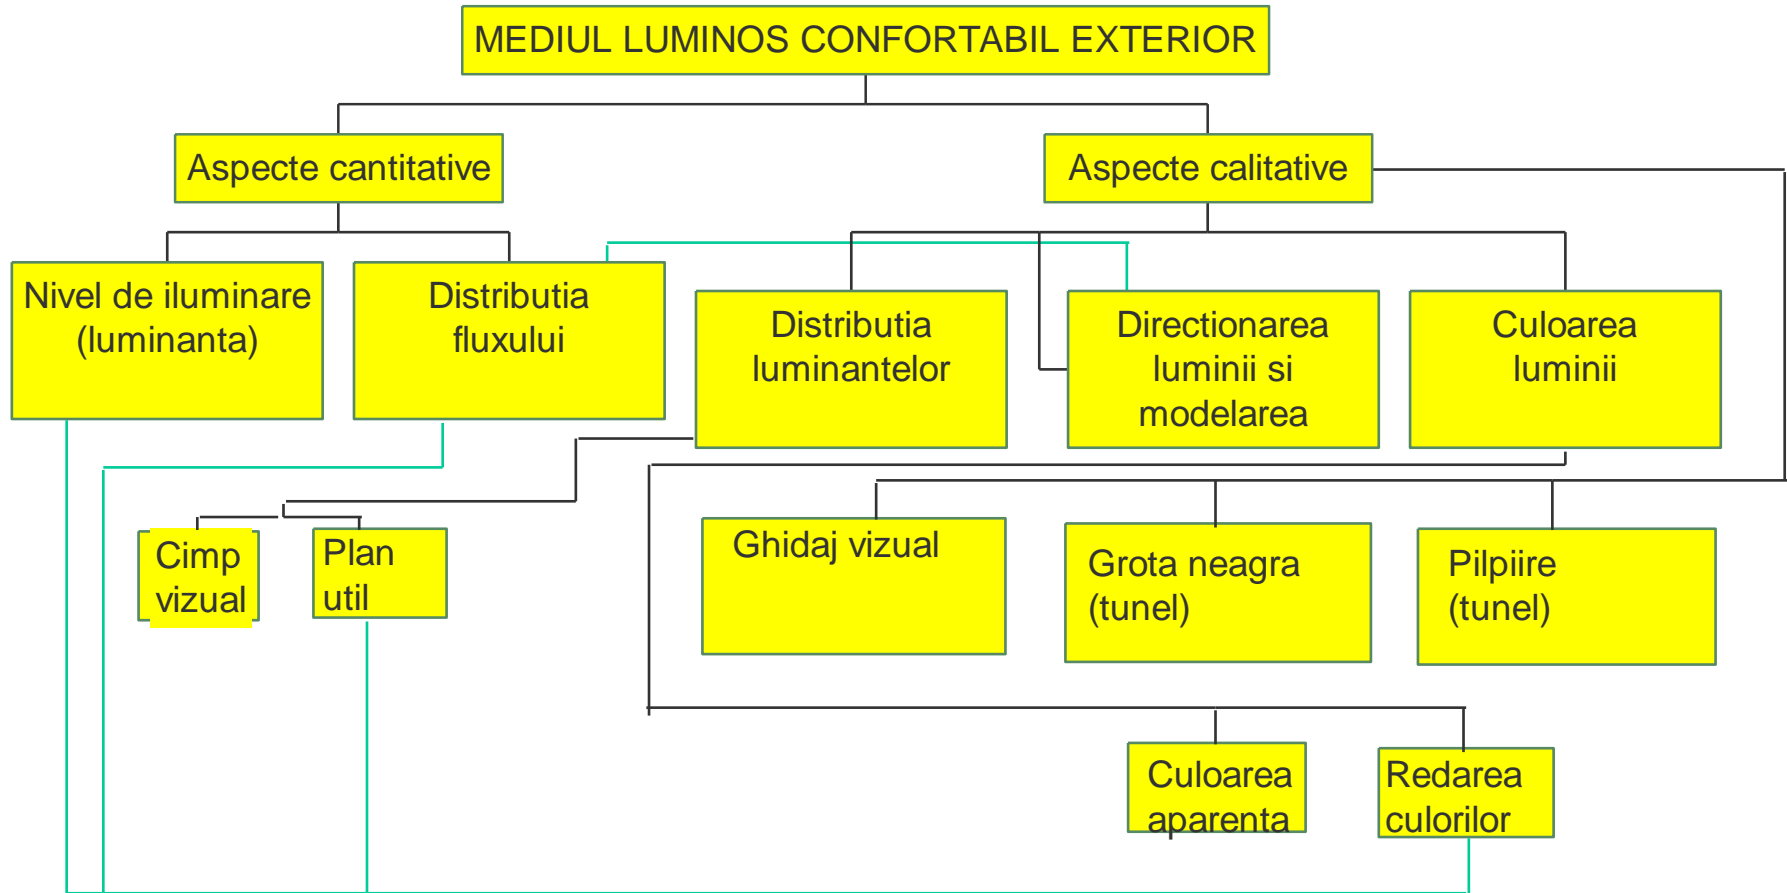 MEDIUL LUMINOS CONFORTABIL EXTERIOR
Aspecte cantitative
Aspecte calitative
Nivel de iluminare
(luminanta)
Distributia
fluxului
Distributia
luminantelor
Directionarea
luminii si
modelarea
Culoarea
luminii
Cimp
vizual
Plan
util
Ghidaj vizual
Grota neagra
(tunel)
Pilpiire
(tunel)
Culoarea
aparenta
Redarea
culorilor